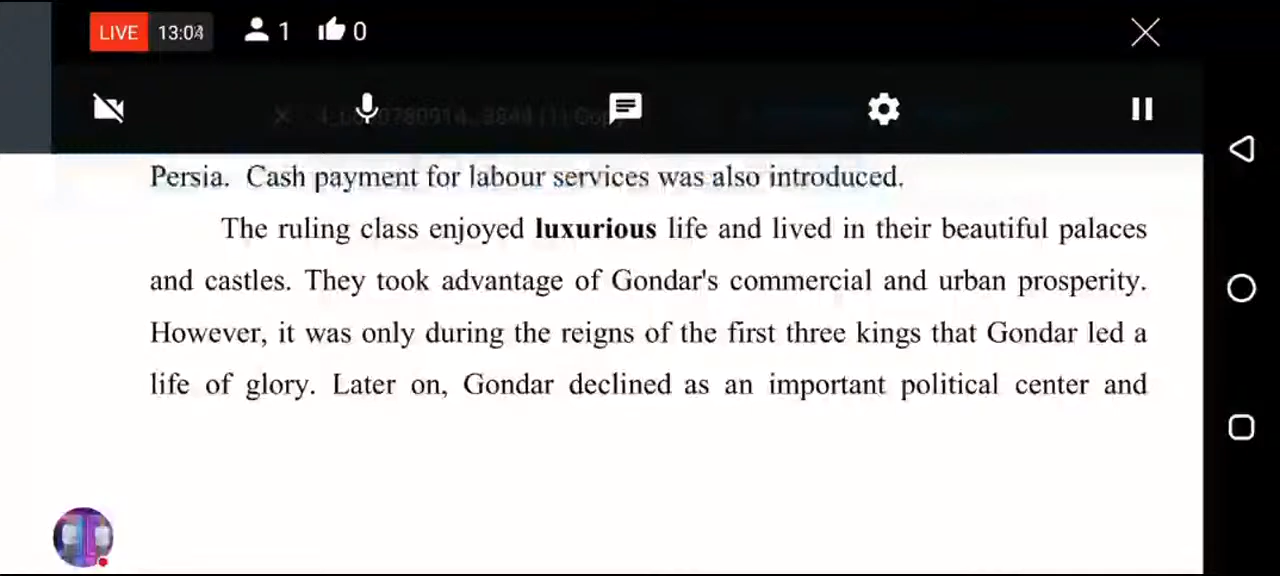 LIVE 13:04 1 0
Persia. Cash payment for labour services was also introduced.
The ruling class enjoyed luxurious life and lived in their beautiful palaces
and castles. They took advantage of Gondar's commercial and urban prosperity.
However, it was only during the reigns of the first three kings that Gondar led a
life of glory. Later on, Gondar declined as an important political center and